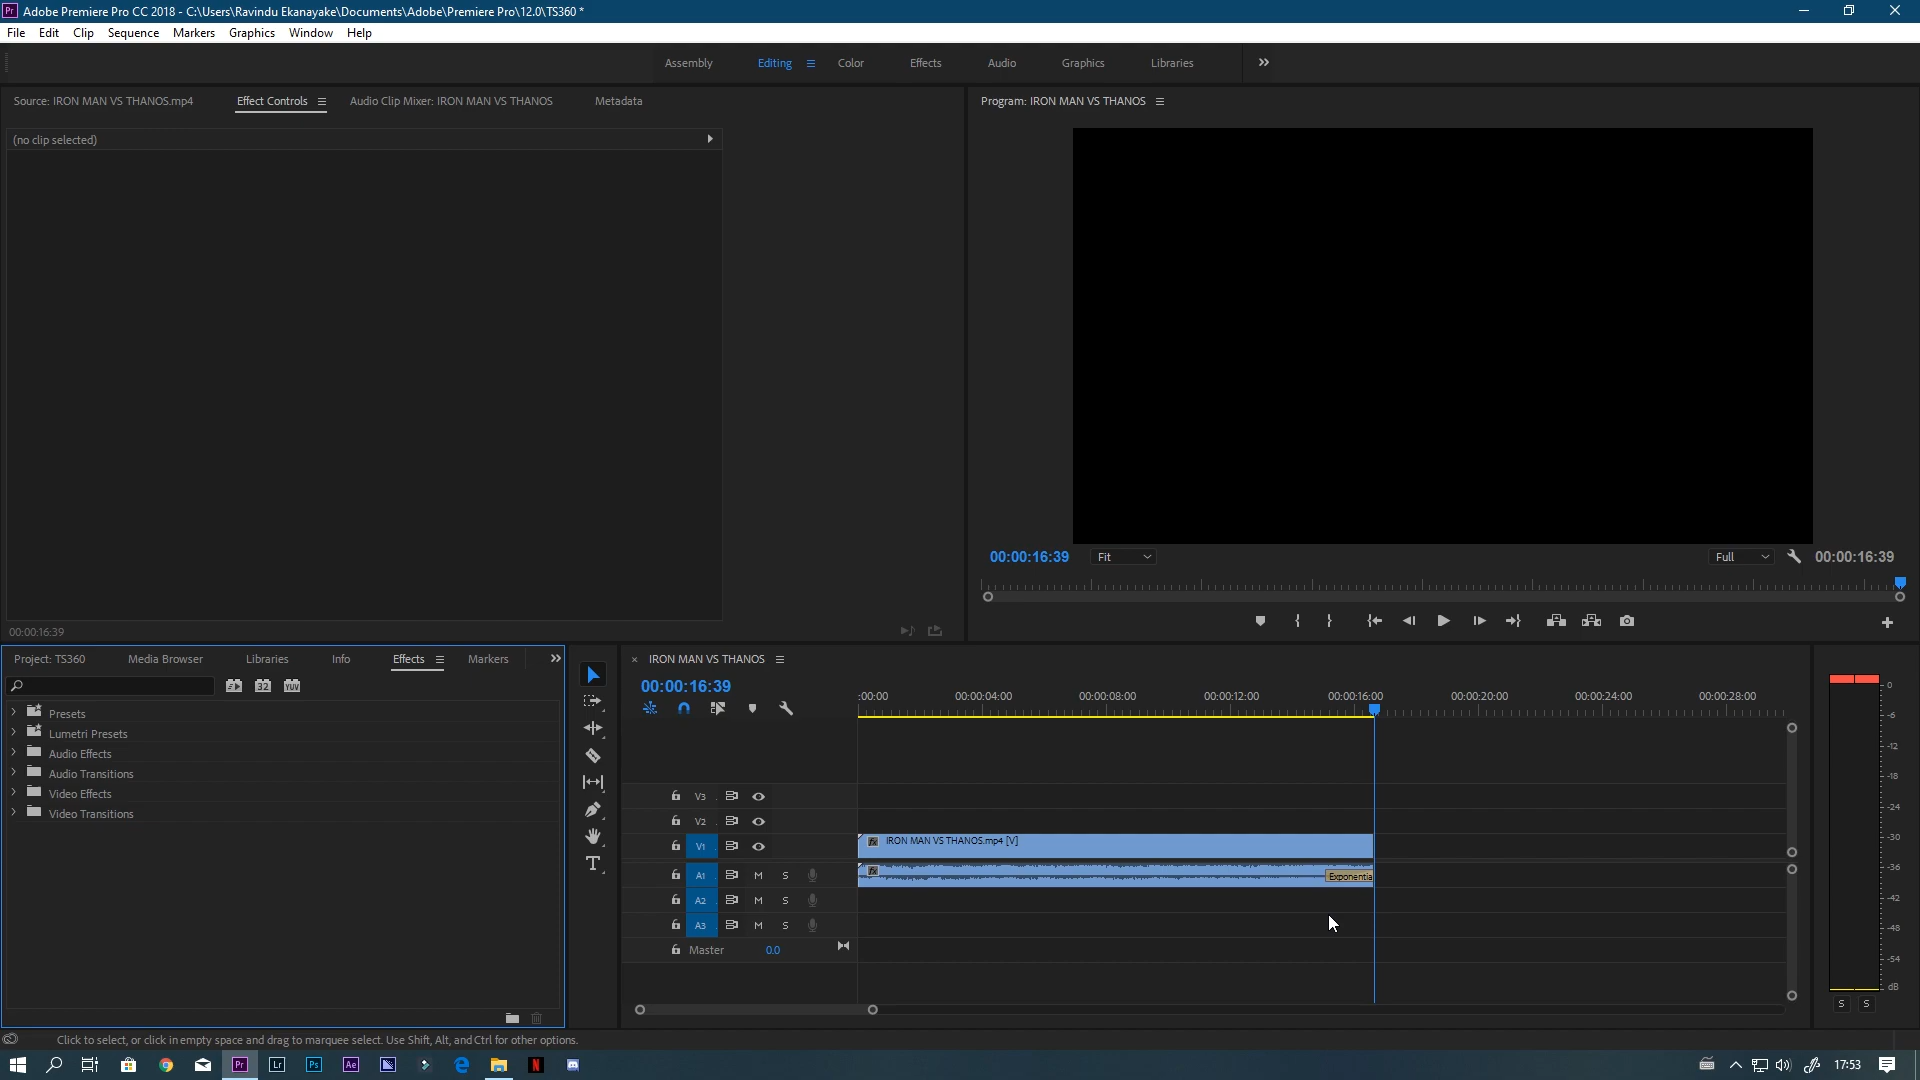 Adobe Premiere Pro CC 2018 - C:\Users\Ravindu Ekanayake\Documents\Adobe\Premiere Pro\12.0\TS360 *
File Edit Clip Sequence Markers Graphics Window Help
Assembly Editing Color Effects Audio Graphics Libraries
Source: IRON MAN VS THANOS.mp4 Effect Controls Audio Clip Mixer: IRON MAN VS THANOS Metadata
Program: IRON MAN VS THANOS
(no clip selected)
00:00:16:39 Fit Full 00:00:16:39
00:00:16:39
Project: TS360 Media Browser Libraries Info Effects Markers
32 YUV
Presets
Lumetri Presets
Audio Effects
Audio Transitions
Video Effects
Video Transitions
IRON MAN VS THANOS
00:00:16:39
:00:00 00:00:04:00 00:00:08:00 00:00:12:00 00:00:16:00 00:00:20:00 00:00:24:00 00:00:28:00
V3
V2
V1 fx IRON MAN VS THANOS.mp4 [V]
A1 M S fx Exponentia
A2 M S
A3 M S
Master 0.0
0
-6
-12
-18
-24
-30
-36
-42
-48
-54
dB
S S
Click to select, or click in empty space and drag to marquee select. Use Shift, Alt, and Ctrl for other options.
Pr Lr Ps Ae N 17:53